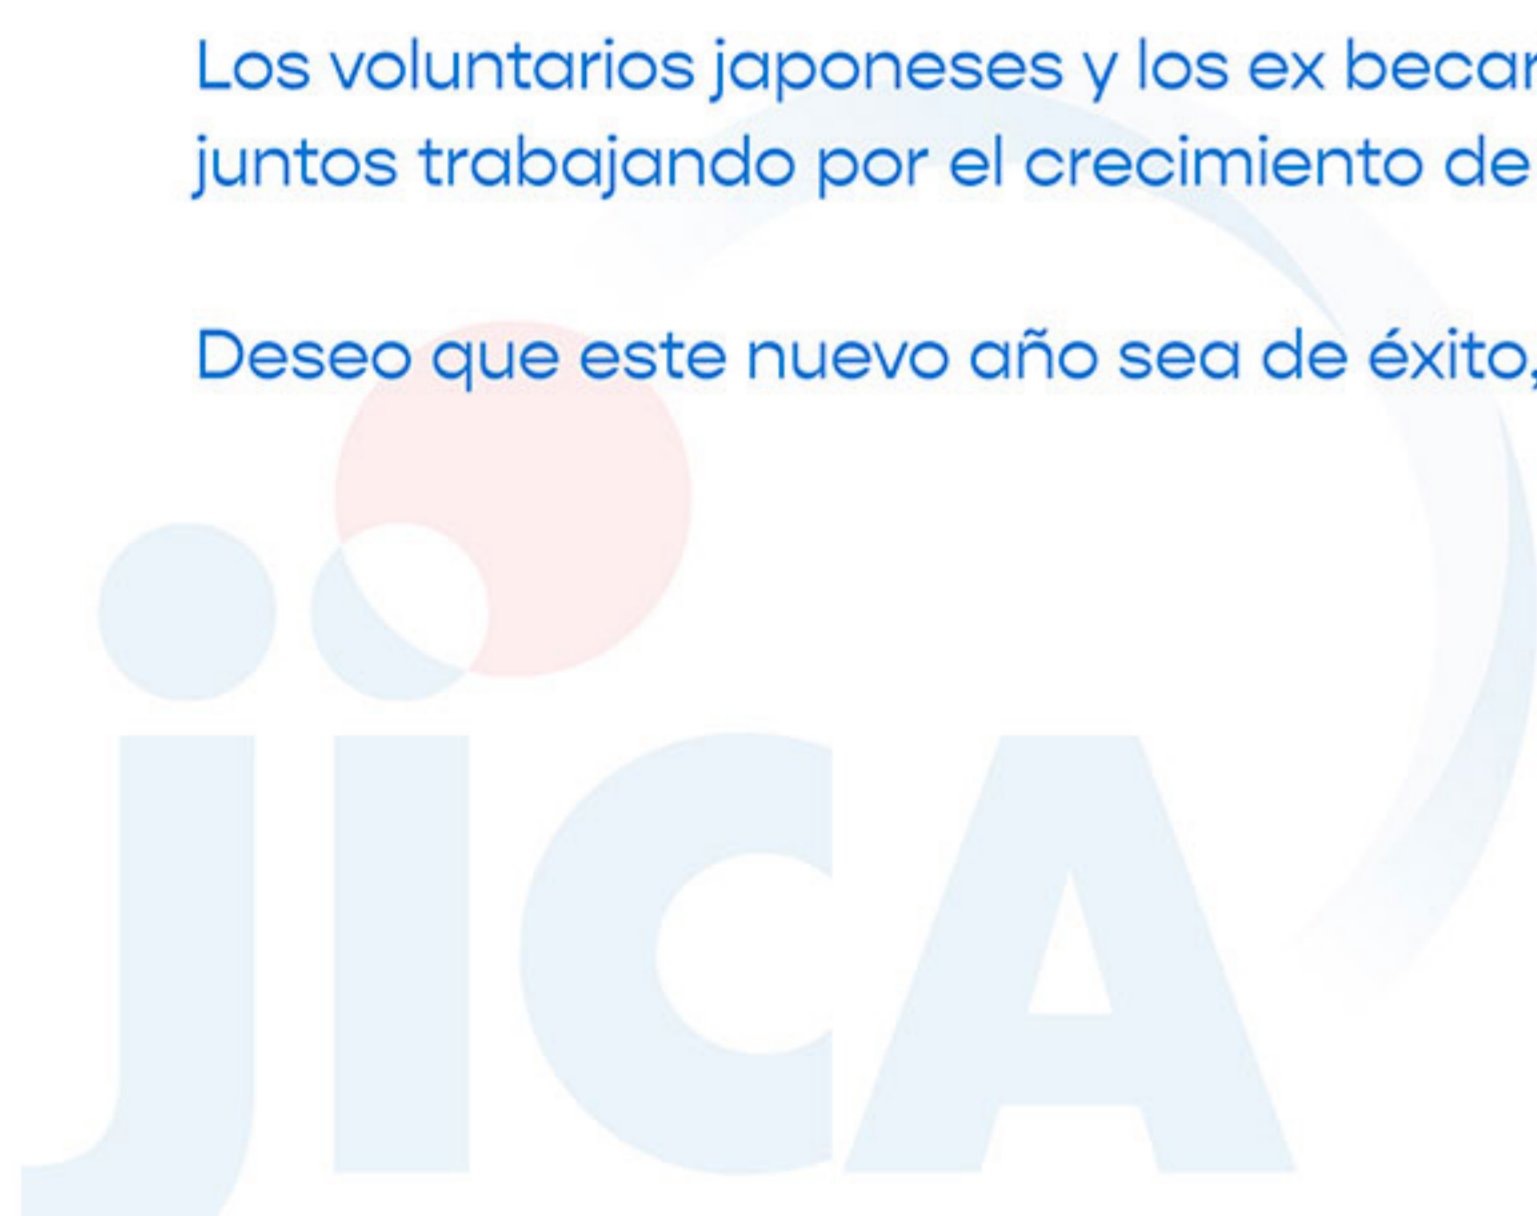 Los voluntarios japoneses y los ex becar
juntos trabajando por el crecimiento de
Deseo que este nuevo año sea de éxito,
jica